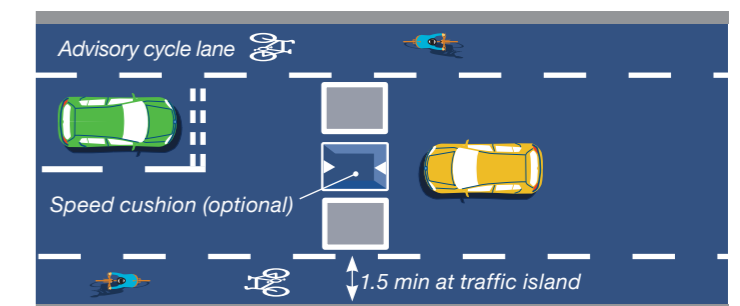 Advisory cycle lane
Speed cushion (optional)
1.5 min at traffic island